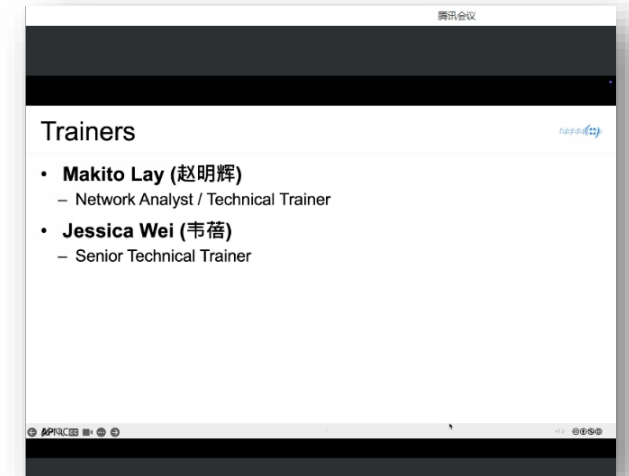 腾讯会议
Trainers
• Makito Lay (赵明辉)
– Network Analyst / Technical Trainer
• Jessica Wei (韦蓓)
– Senior Technical Trainer
APNIC